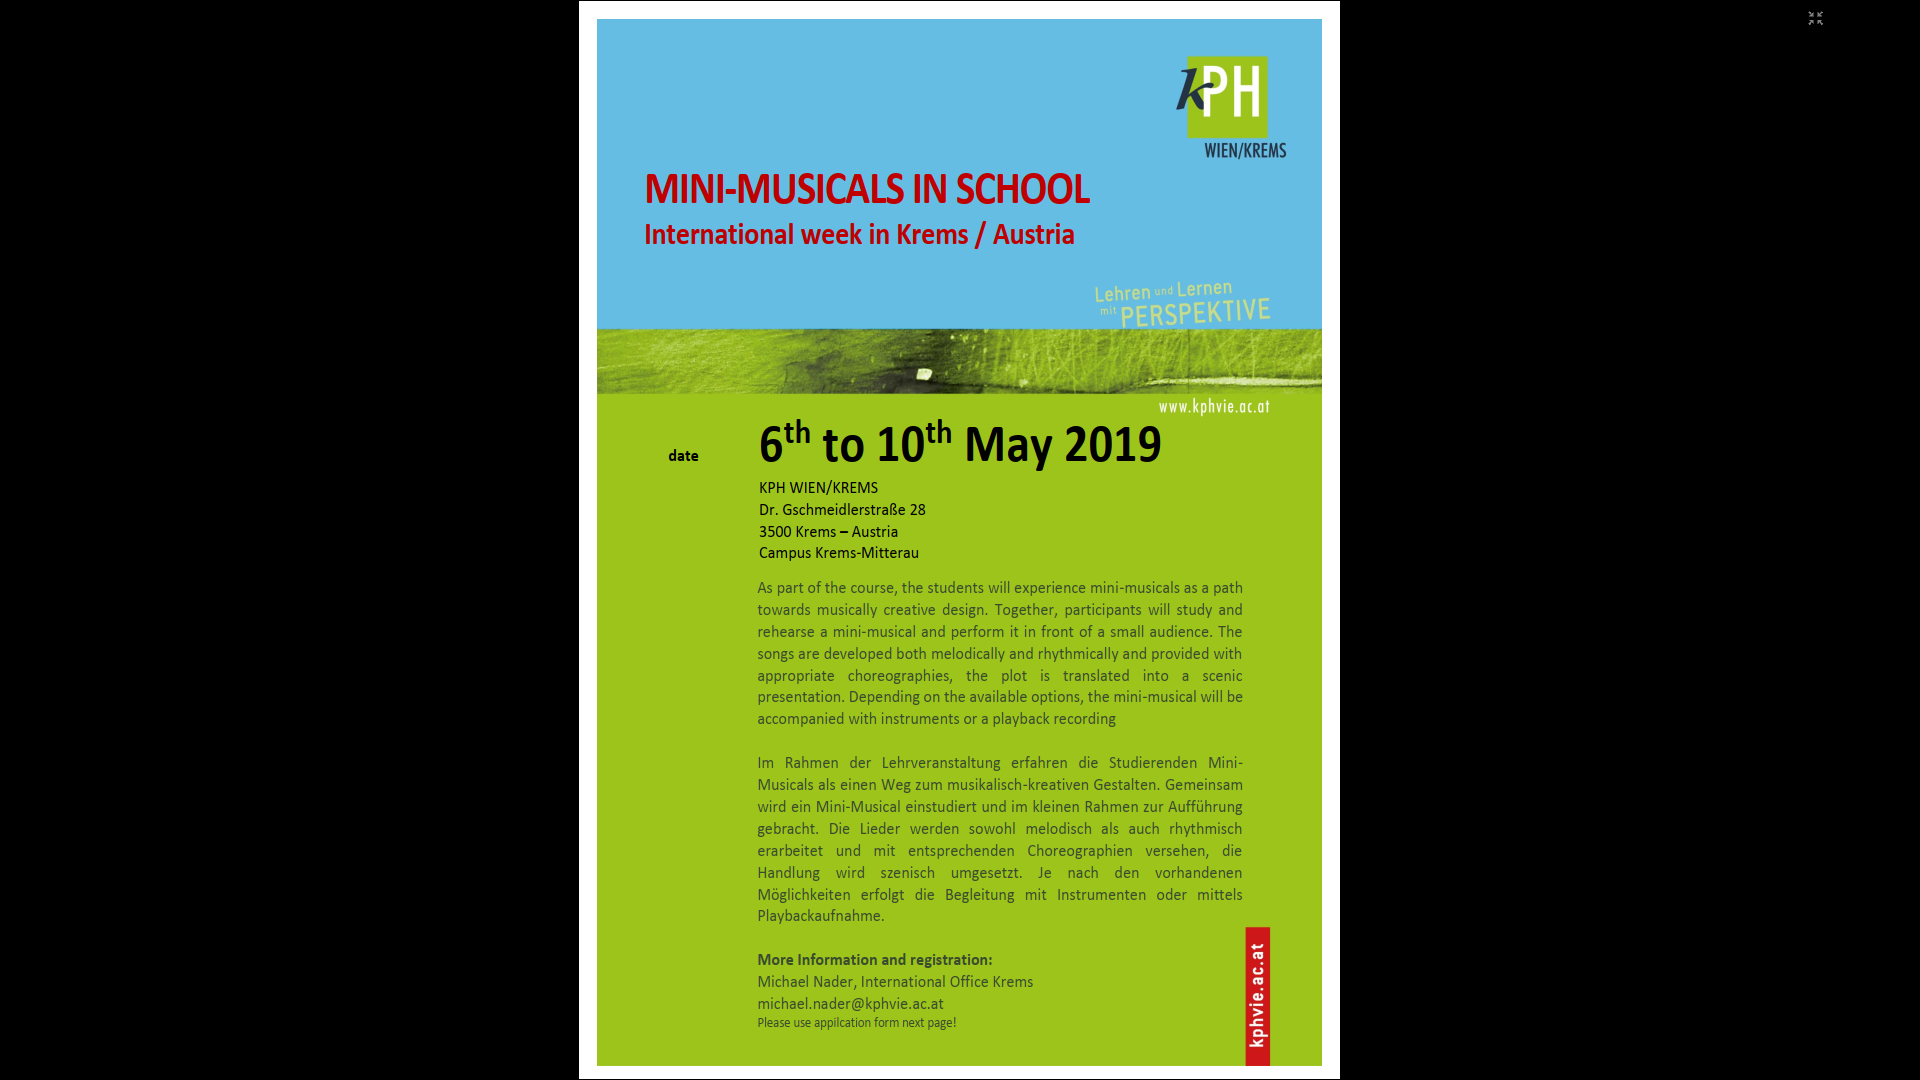 kPH
WIEN/KREMS
MINI-MUSICALS IN SCHOOL
International week in Krems / Austria
Lehren und Lernen
mit PERSPEKTIVE
www.kphvie.ac.at
date 6th to 10th May 2019
KPH WIEN/KREMS
Dr. Gschmeidlerstraße 28
3500 Krems – Austria
Campus Krems-Mitterau
As part of the course, the students will experience mini-musicals as a path
towards musically creative design. Together, participants will study and
rehearse a mini-musical and perform it in front of a small audience. The
songs are developed both melodically and rhythmically and provided with
appropriate choreographies, the plot is translated into a scenic
presentation. Depending on the available options, the mini-musical will be
accompanied with instruments or a playback recording
Im Rahmen der Lehrveranstaltung erfahren die Studierenden Mini-
Musicals als einen Weg zum musikalisch-kreativen Gestalten. Gemeinsam
wird ein Mini-Musical einstudiert und im kleinen Rahmen zur Aufführung
gebracht. Die Lieder werden sowohl melodisch als auch rhythmisch
erarbeitet und mit entsprechenden Choreographien versehen, die
Handlung wird szenisch umgesetzt. Je nach den vorhandenen
Möglichkeiten erfolgt die Begleitung mit Instrumenten oder mittels
Playbackaufnahme.
More Information and registration:
Michael Nader, International Office Krems
michael.nader@kphvie.ac.at
Please use appilcation form next page!
kphvie.ac.at